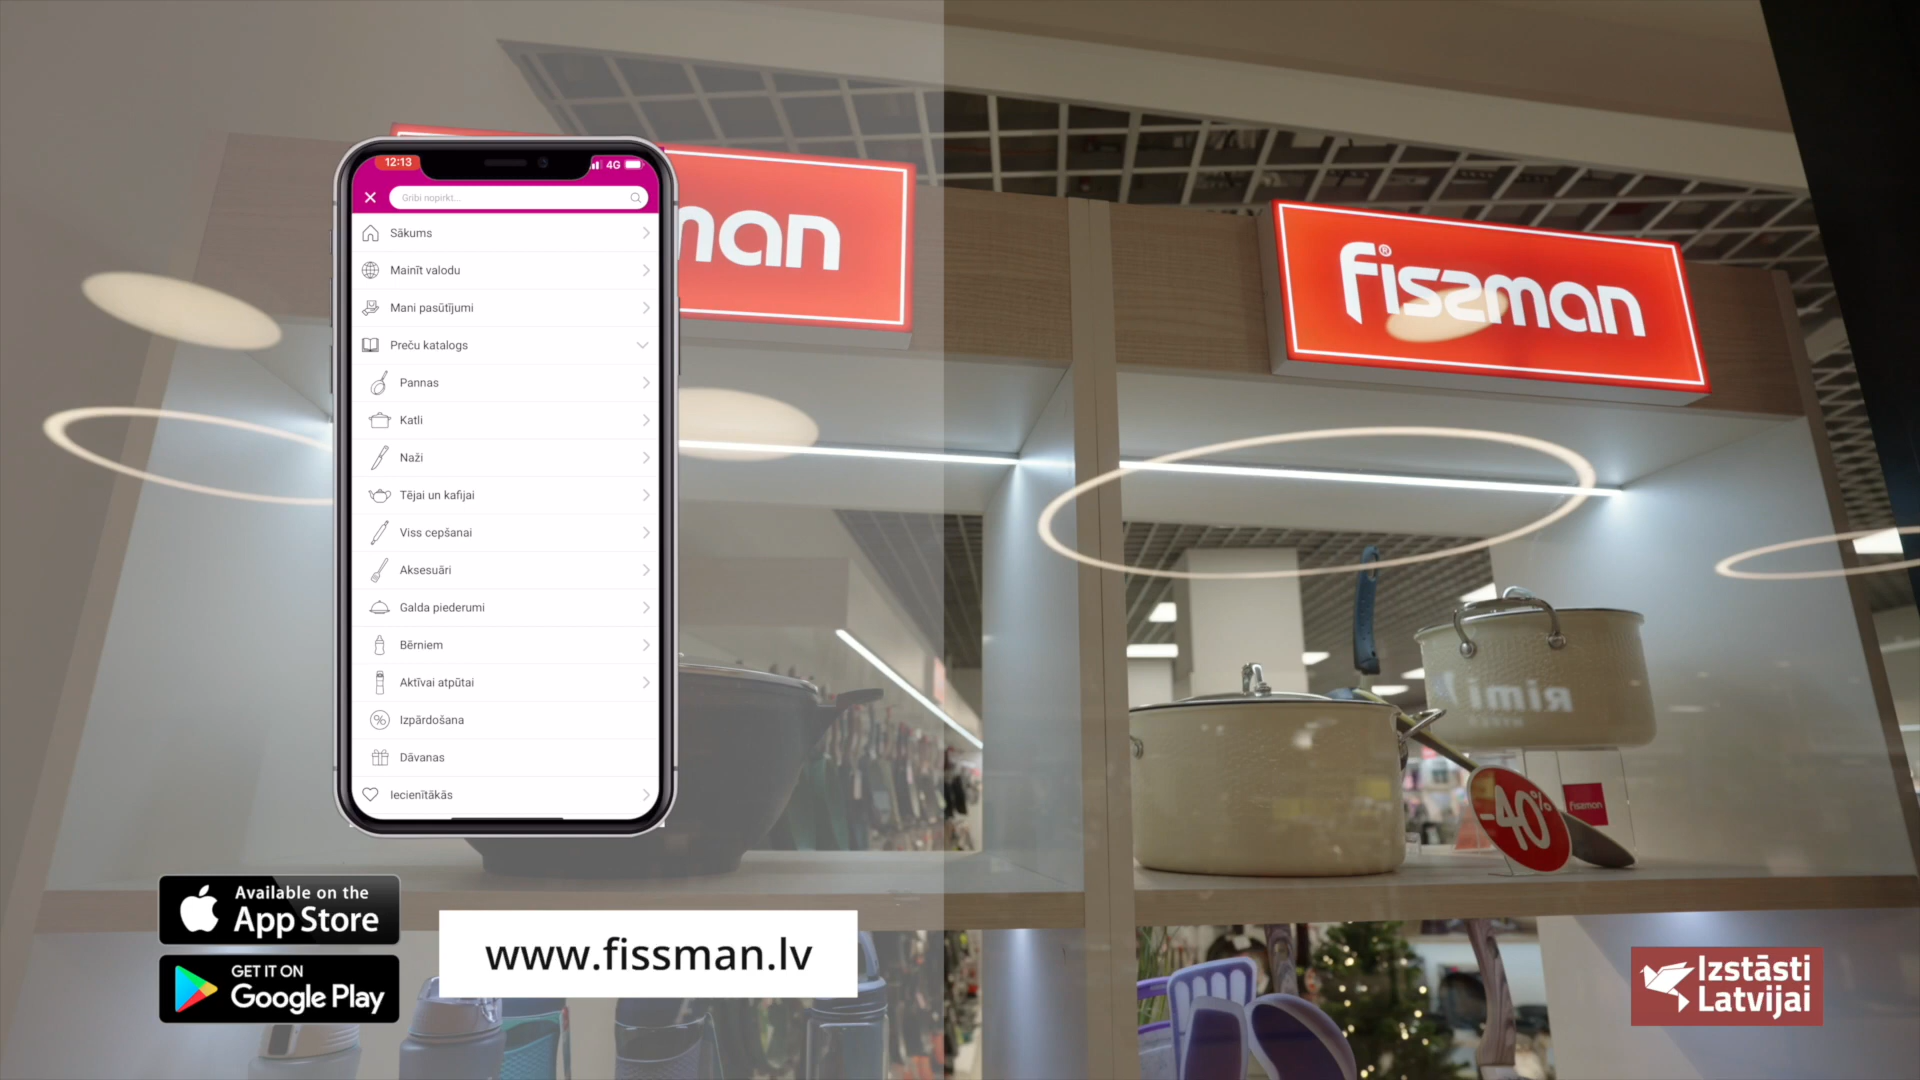 12:13
4G
Gribi nopirkt...
Sākums
Mainīt valodu
Mani pasūtījumi
Preču katalogs
Pannas
Katli
Naži
Tējai un kafijai
Viss cepšanai
Aksesuāri
Galda piederumi
Bērniem
Aktīvai atpūtai
Izpārdošana
Dāvanas
Iecienītākās
man
fissman®
rimi
-40%
fissman
Available on the
App Store
GET IT ON
Google Play
www.fissman.lv
Izstāsti
Latvijai